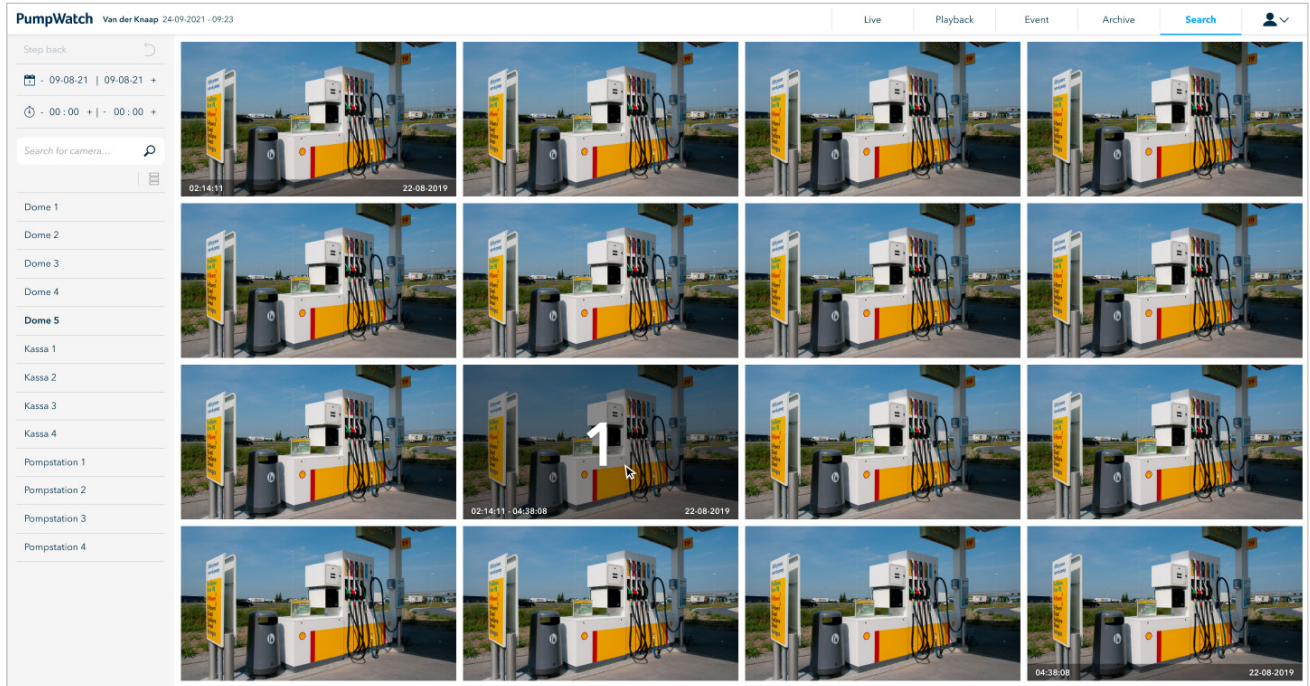 PumpWatch Van der Knaap 24-09-2021 - 09:23 Live Playback Event Archive Search
Step back
- 09-08-21 | 09-08-21 +
- 00 : 00 + | - 00 : 00 +
Search for camera...
Dome 1
Dome 2
Dome 3
Dome 4
Dome 5
Kassa 1
Kassa 2
Kassa 3
Kassa 4
Pompstation 1
Pompstation 2
Pompstation 3
Pompstation 4
02:14:11 22-08-2019
1
02:14:11 - 04:38:08 22-08-2019
04:38:08 22-08-2019